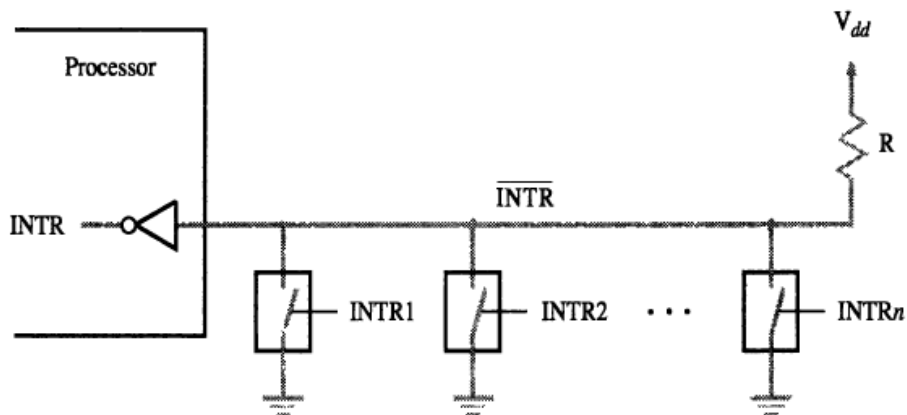 V_dd
Processor
R
INTR̅
INTR
INTR1 INTR2 • • • INTRn